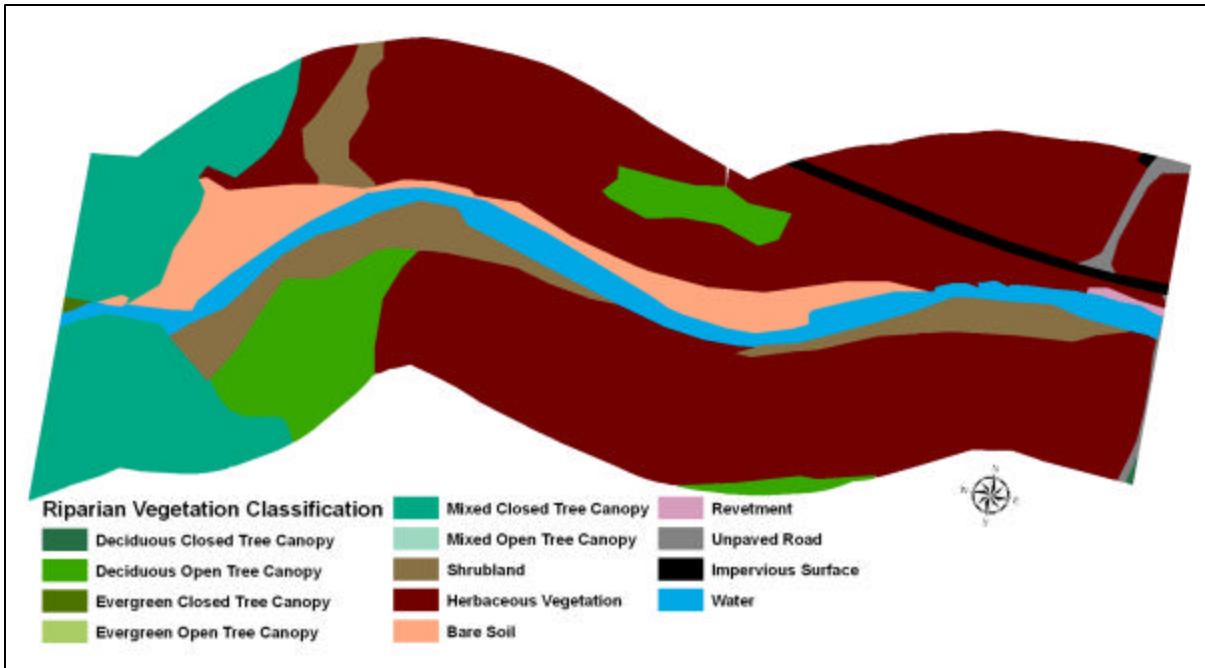 N
W E
S
Riparian Vegetation Classification
Deciduous Closed Tree Canopy
Deciduous Open Tree Canopy
Evergreen Closed Tree Canopy
Evergreen Open Tree Canopy
Mixed Closed Tree Canopy
Mixed Open Tree Canopy
Shrubland
Herbaceous Vegetation
Bare Soil
Revetment
Unpaved Road
Impervious Surface
Water